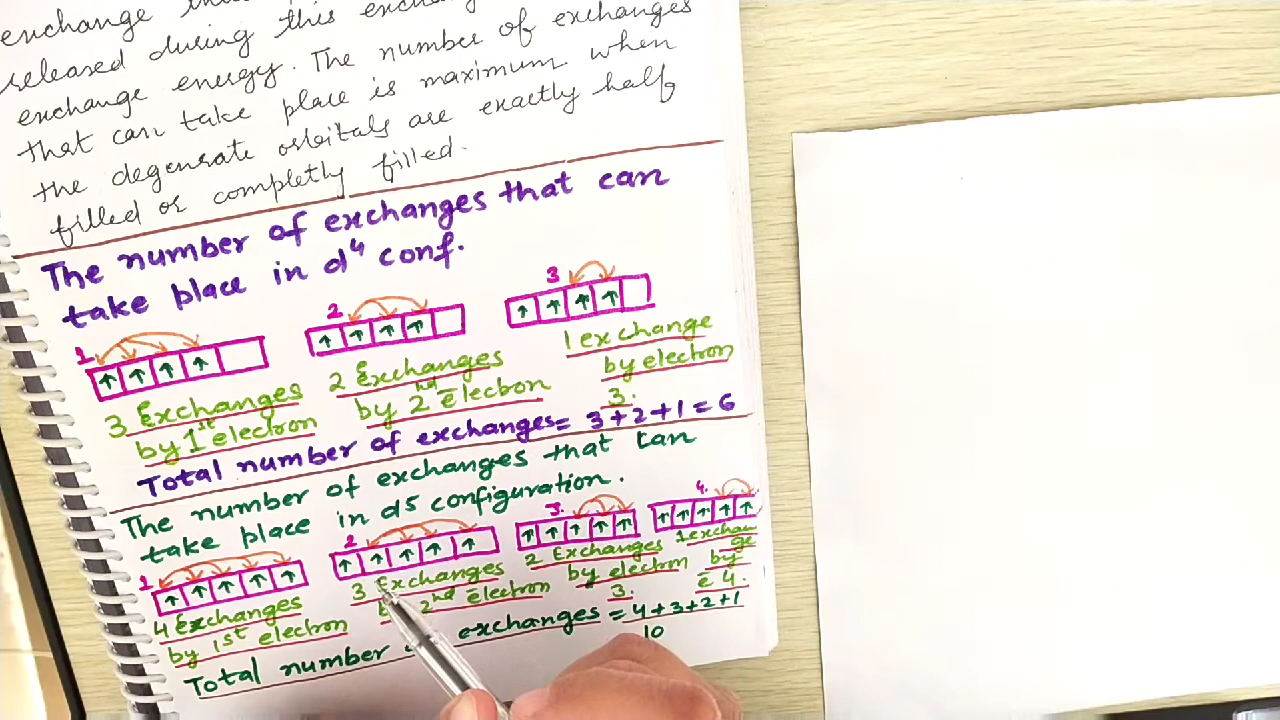 exchange
released during this exchang
exchange energy. The number of exchanges
that can take place is maximum when
the degenrate orbitals are exactly half
filled or completly filled.
The number of exchanges that can
take place in d⁴ conf.
1 2 3
↑ ↑ ↑ ↑
↑ ↑ ↑ ↑
↑ ↑ ↑ ↑
3 Exchanges
by 1st electron
2 Exchanges
by 2nd electron
1 exchange
by electron
3.
Total number of exchanges = 3+2+1 = 6
The number of exchanges that can
take place in d5 configuration.
1 2 3. 4.
↑ ↑ ↑ ↑ ↑
↑ ↑ ↑ ↑ ↑
↑ ↑ ↑ ↑ ↑
↑ ↑ ↑ ↑ ↑
4 Exchanges
by 1st electron
3 Exchanges
2nd electron
2 Exchanges
by electron
3.
1 exchan
ge
by
e 4.
Total number exchanges = 4+3+2+1
10